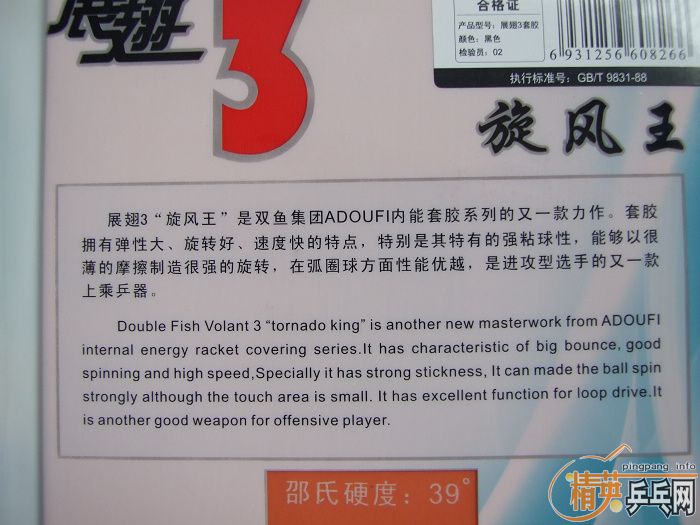 合格证
产品型号：展翅3套胶
颜色：黑色
检验员：02
6 931256 608266
执行标准号：GB/T 9831-88
展翅
3
旋风王
展翅3“旋风王”是双鱼集团ADOUFI内能套胶系列的又一款力作。套胶
拥有弹性大、旋转好、速度快的特点，特别是其特有的强粘球性，能够以很
薄的摩擦制造很强的旋转，在弧圈球方面性能优越，是进攻型选手的又一款
上乘兵器。
Double Fish Volant 3 “tornado king” is another new masterwork from ADOUFI
internal energy racket covering series.It has characteristic of big bounce, good
spinning and high speed,Specially it has strong stickness, It can made the ball spin
strongly although the touch area is small. It has excellent function for loop drive.It
is another good weapon for offensive player.
邵氏硬度：39°
pingpang.info
精英乒乓网